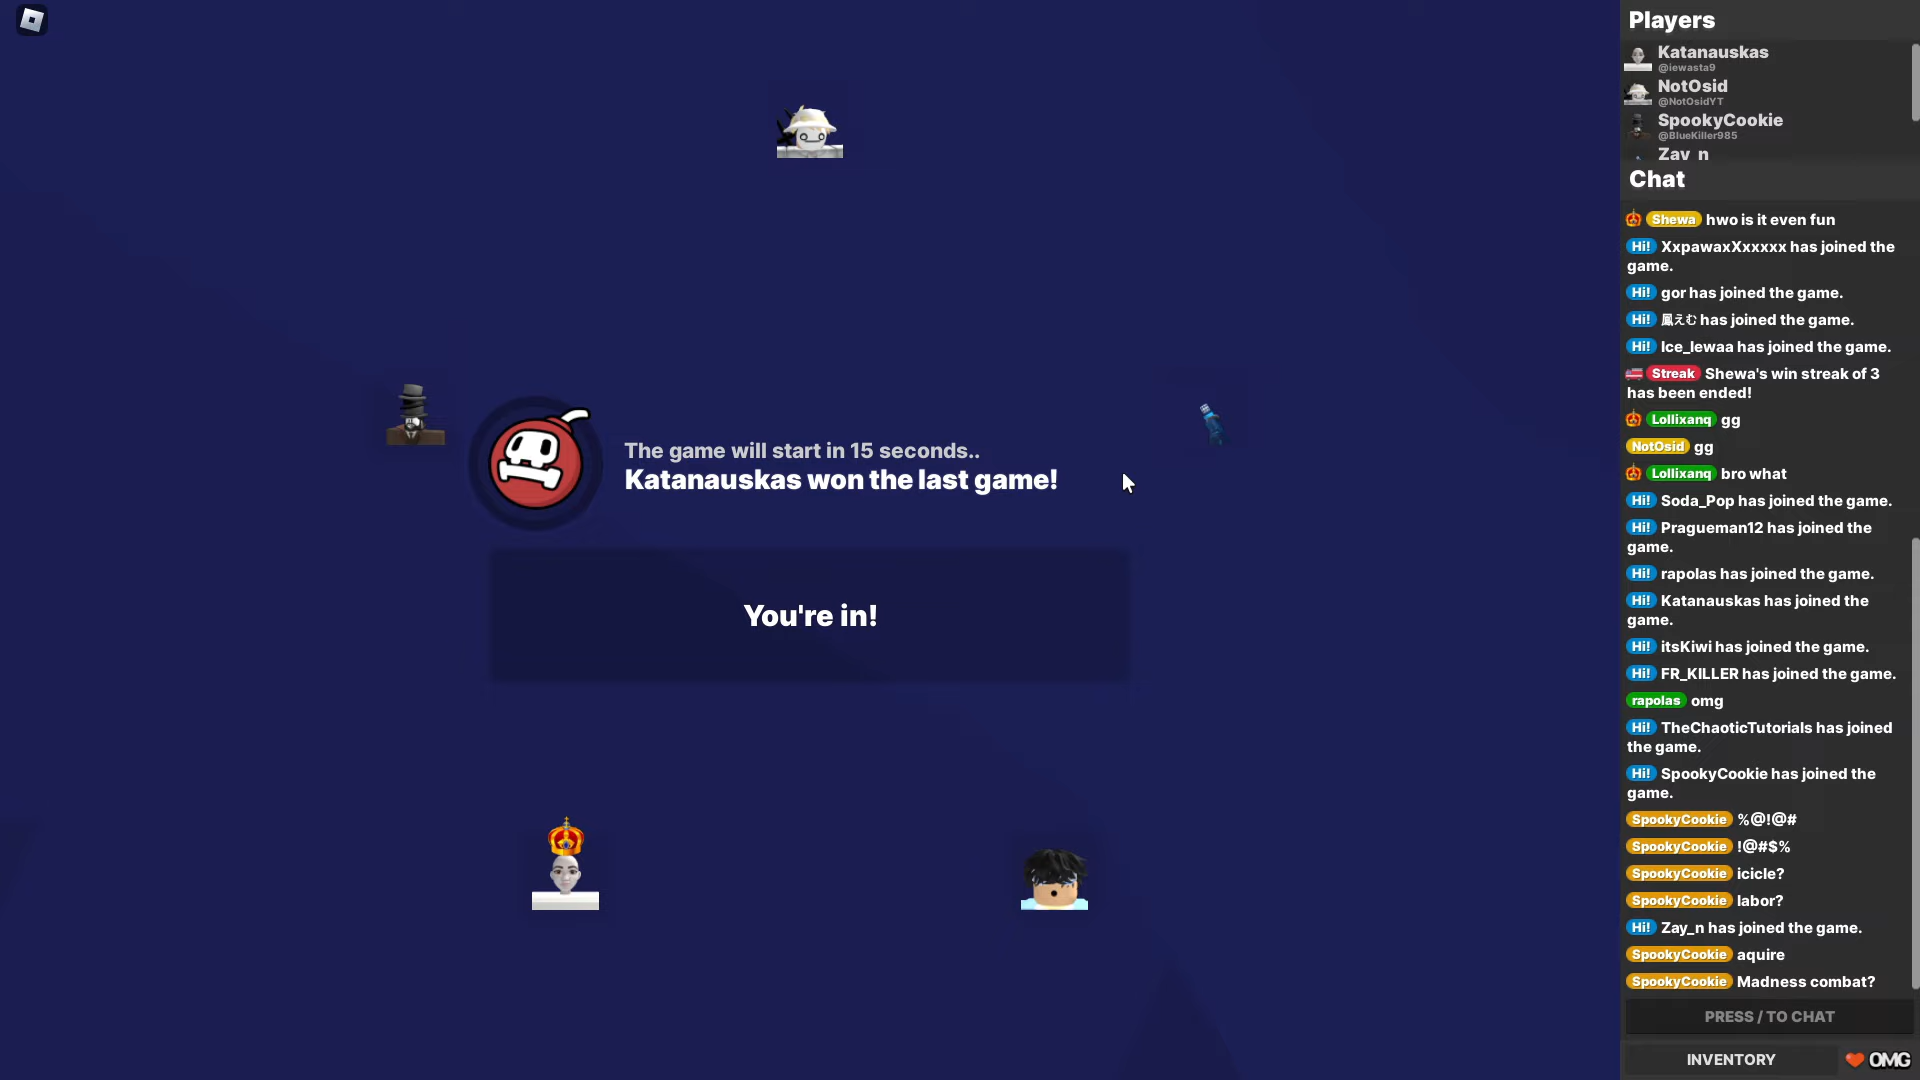 Players
Katanauskas
@iewasta9
NotOsid
@NotOsidYT
SpookyCookie
@BlueKiller985
Zay_n
Chat
Shewa hwo is it even fun
Hi! XxpawaxXxxxxx has joined the
game.
Hi! gor has joined the game.
Hi! 鳳えむ has joined the game.
Hi! Ice_lewaa has joined the game.
Streak Shewa's win streak of 3
has been ended!
Lollixanq gg
NotOsid gg
Lollixanq bro what
Hi! Soda_Pop has joined the game.
Hi! Pragueman12 has joined the
game.
Hi! rapolas has joined the game.
Hi! Katanauskas has joined the
game.
Hi! itsKiwi has joined the game.
Hi! FR_KILLER has joined the game.
rapolas omg
Hi! TheChaoticTutorials has joined
the game.
Hi! SpookyCookie has joined the
game.
SpookyCookie %@!@#
SpookyCookie !@#$%
SpookyCookie icicle?
SpookyCookie labor?
Hi! Zay_n has joined the game.
SpookyCookie aquire
SpookyCookie Madness combat?
PRESS / TO CHAT
INVENTORY
OMG
The game will start in 15 seconds..
Katanauskas won the last game!
You're in!